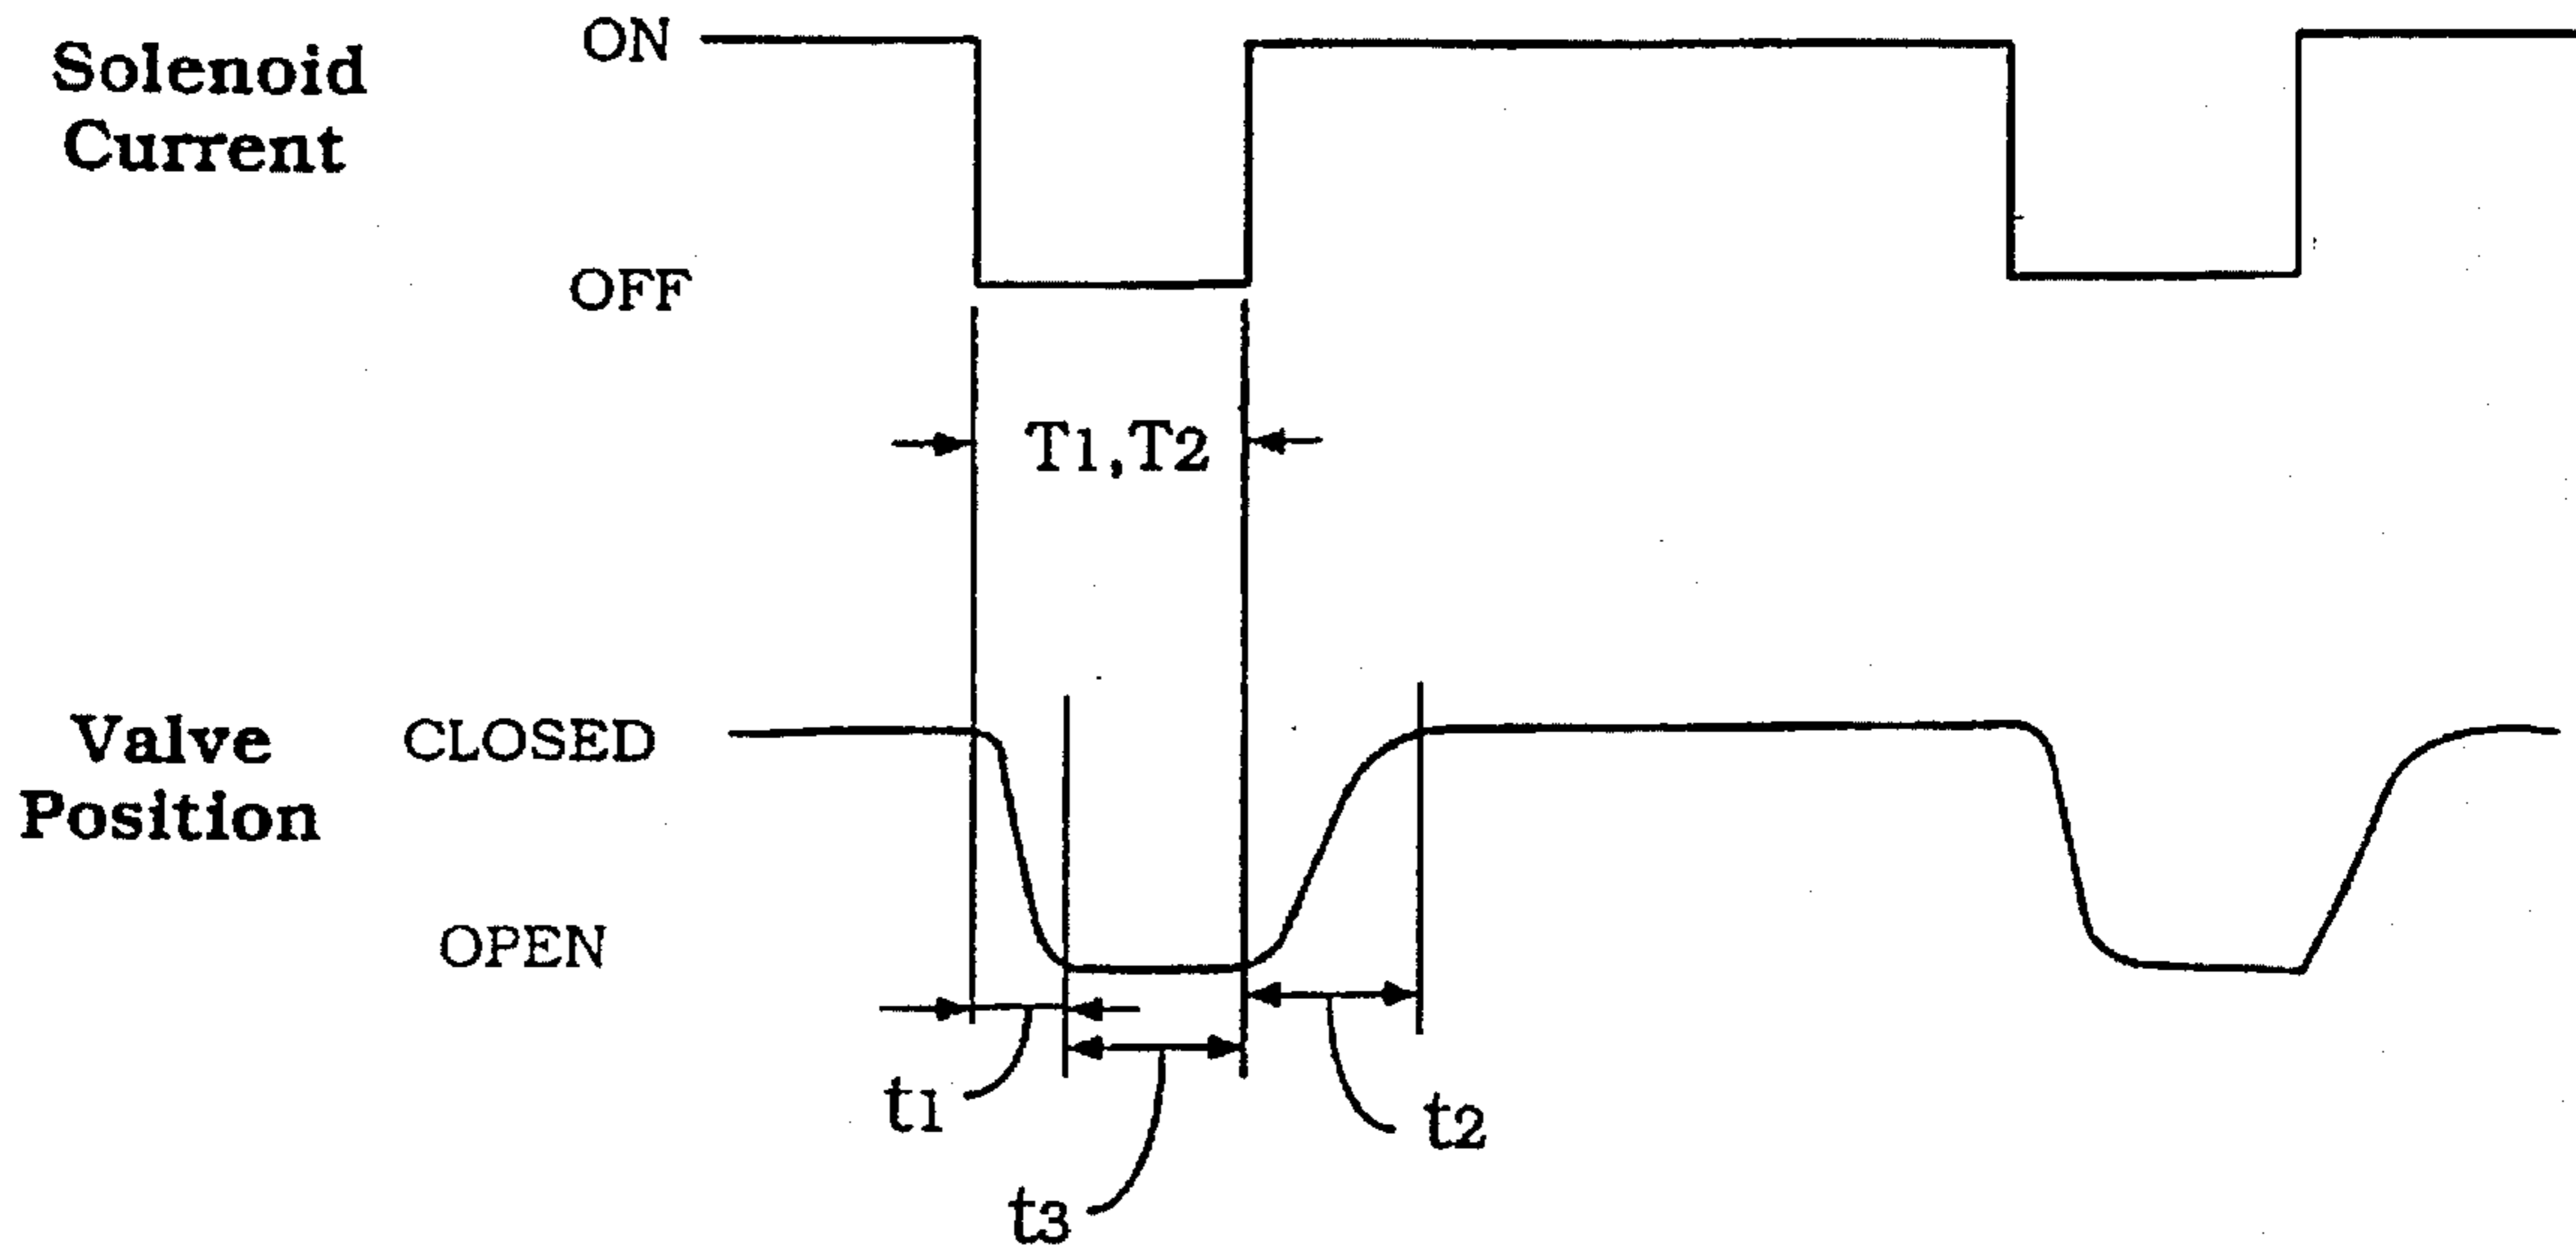 Solenoid
Current
ON
OFF
T1,T2
Valve
Position
CLOSED
OPEN
t1
t2
t3